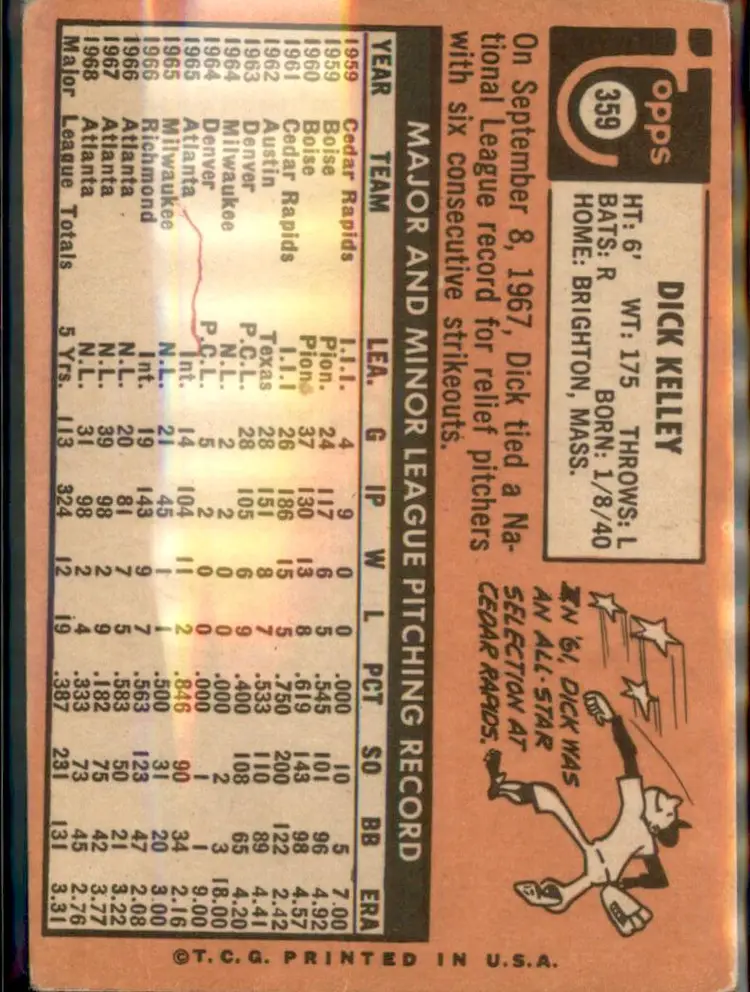 Topps
359
DICK KELLEY
HT: 6' WT: 175 THROWS: L
BATS: R BORN: 1/8/40
HOME: BRIGHTON, MASS.
On September 8, 1967, Dick tied a Na-
tional League record for relief pitchers
with six consecutive strikeouts.
IN '61, DICK WAS
AN ALL-STAR
SELECTION AT
CEDAR RAPIDS.
MAJOR AND MINOR LEAGUE PITCHING RECORD
YEAR TEAM LEA. G IP W L PCT SO BB ERA
1959 Cedar Rapids I.I.I. 4 9 0 0 .000 10 5 7.00
1959 Boise Pion. 24 117 6 5 .545 101 96 4.92
1960 Boise Pion. 37 130 13 8 .619 143 98 4.57
1961 Cedar Rapids I.I.I 26 186 15 5 .750 200 122 2.42
1962 Austin Texas 28 151 8 7 .533 110 89 4.41
1963 Denver P.C.L. 28 105 6 9 .400 108 65 4.20
1964 Milwaukee N.L. 2 2 0 0 .000 2 3 18.00
1964 Denver P.C.L. 5 2 0 0 .000 1 1 9.00
1965 Atlanta Int. 14 104 11 2 .846 90 34 2.16
1965 Milwaukee N.L. 21 45 1 1 .500 31 20 3.00
1966 Richmond Int. 19 143 9 7 .563 123 47 2.08
1966 Atlanta N.L. 20 81 7 5 .583 50 21 3.22
1967 Atlanta N.L. 39 98 2 9 .182 75 42 3.77
1968 Atlanta N.L. 31 98 2 4 .333 73 45 2.76
Major League Totals 5 Yrs. 113 324 12 19 .387 231 131 3.31
©T.C.G. PRINTED IN U.S.A.